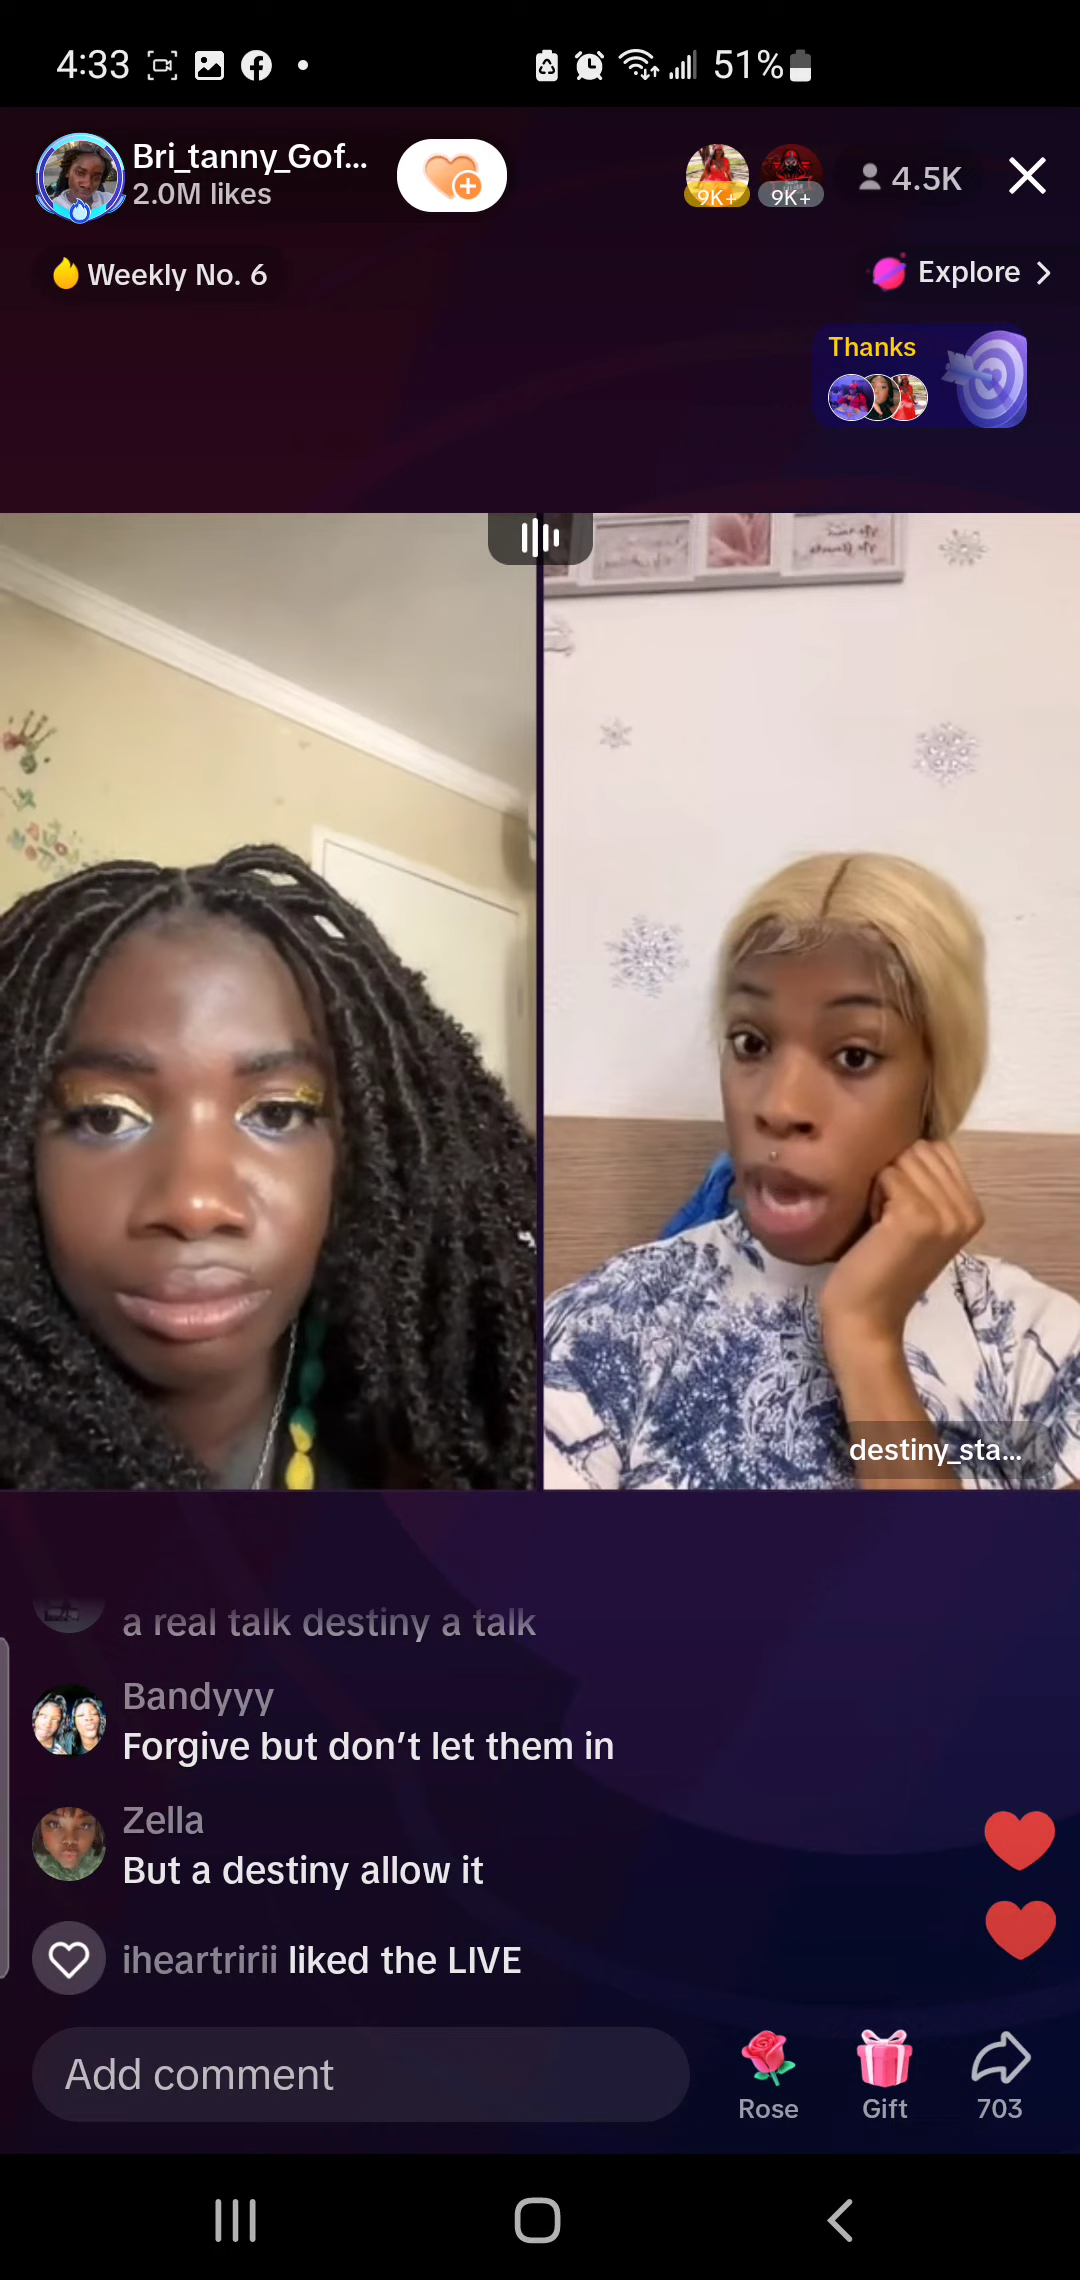 4:33
51%
Bri_tanny_Gof...
2.0M likes
9K+
9K+
4.5K
Weekly No. 6
Explore
Thanks
destiny_sta...
a real talk destiny a talk
Bandyyy
Forgive but don’t let them in
Zella
But a destiny allow it
iheartririi liked the LIVE
Add comment
Rose
Gift
703